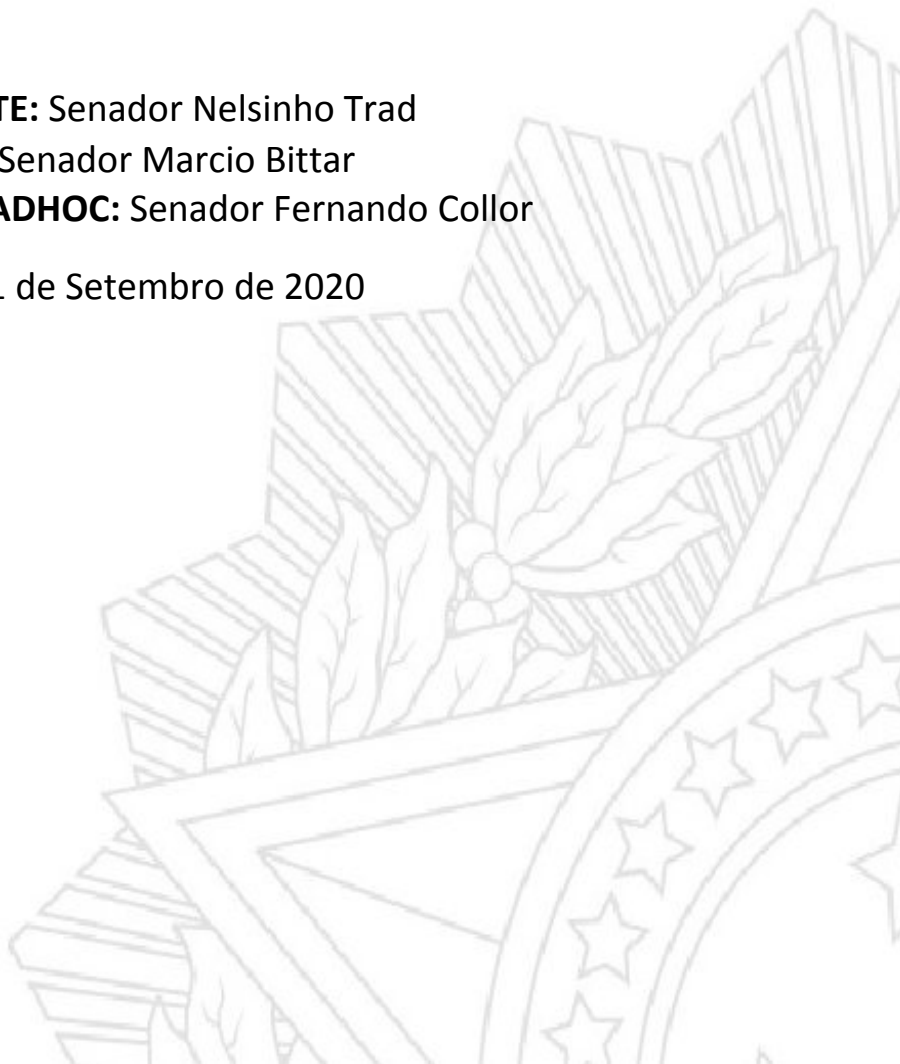 TE: Senador Nelsinho Trad
Senador Marcio Bittar
ADHOC: Senador Fernando Collor
de Setembro de 2020